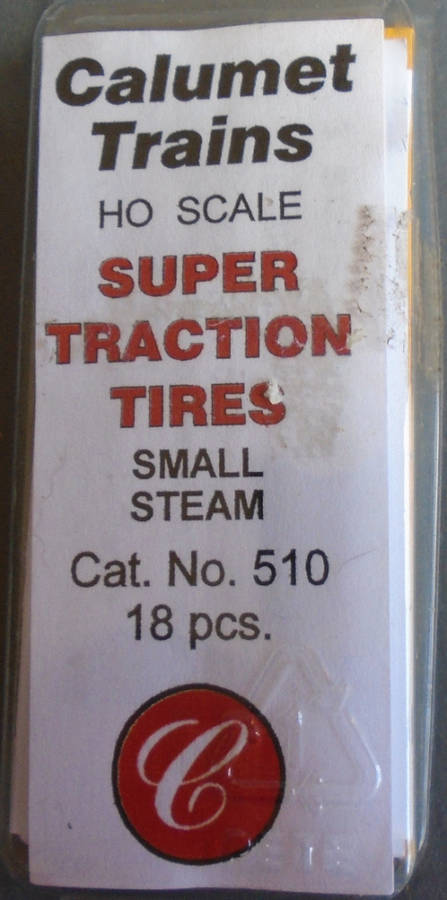 Calumet
Trains
HO SCALE
SUPER
TRACTION
TIRES
SMALL
STEAM
Cat. No. 510
18 pcs.
C